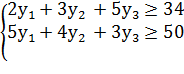 2y₁ + 3y₂ + 5y₃ ≥ 34
5y₁ + 4y₂ + 3y₃ ≥ 50